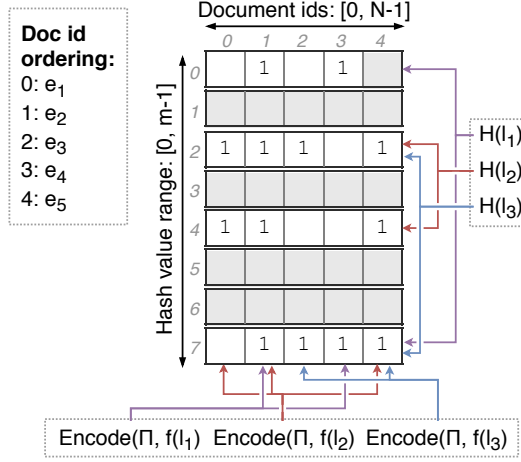 Document ids: [0, N-1]
Doc id
ordering:
0: e1
1: e2
2: e3
3: e4
4: e5
Hash value range: [0, m-1]
0 1 2 3 4
0 1 1
1
2 1 1 1 1
3
4 1 1 1
5
6
7 1 1 1 1
H(l1)
H(l2)
H(l3)
Encode(Π, f(l1) Encode(Π, f(l2) Encode(Π, f(l3)